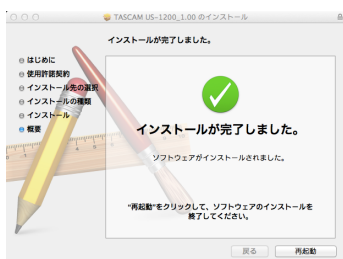 TASCAM US-1200_1.00 のインストール
インストールが完了しました。
はじめに
使用許諾契約
インストール先の選択
インストールの種類
インストール
概要
インストールが完了しました。
ソフトウェアがインストールされました。
"再起動"をクリックして、ソフトウェアのインストールを
終了してください。
戻る
再起動